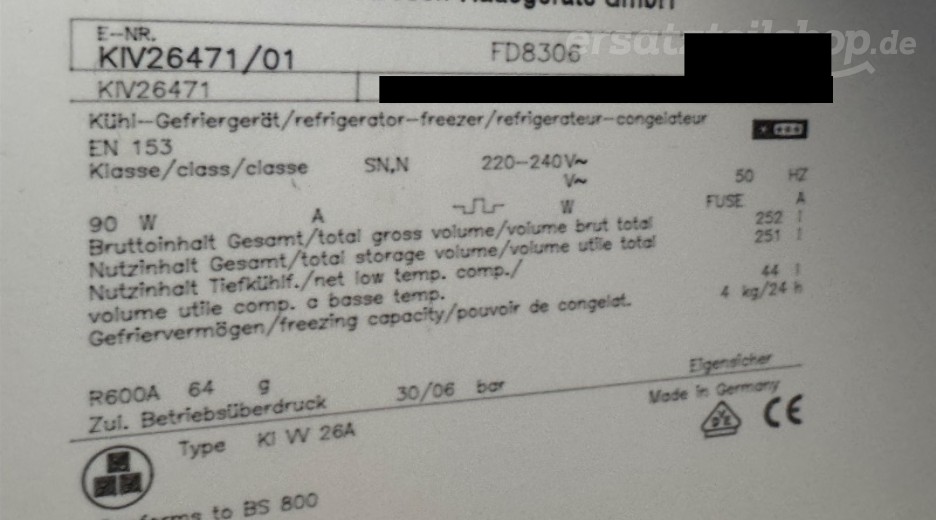 Hausgeräte GmbH
E-NR.
KIV26471/01 FD8306
KIV26471
Kühl-Gefriergerät/refrigerator-freezer/refrigerateur-congelateur
EN 153
Klasse/class/classe SN,N 220-240V~
V~ 50 HZ
90 W A W FUSE A
Bruttoinhalt Gesamt/total gross volume/volume brut total 252 l
Nutzinhalt Gesamt/total storage volume/volume utile total 251 l
Nutzinhalt Tiefkühlf./net low temp. comp./
volume utile comp. a basse temp. 44 l
Gefriervermögen/freezing capacity/pouvoir de congelat. 4 kg/24 h
R600A 64 g 30/06 bar Eigensicher
Zul. Betriebsüberdruck Made in Germany
VDE CE
Type KI VV 26A
to BS 800
ersatzteilshop.de